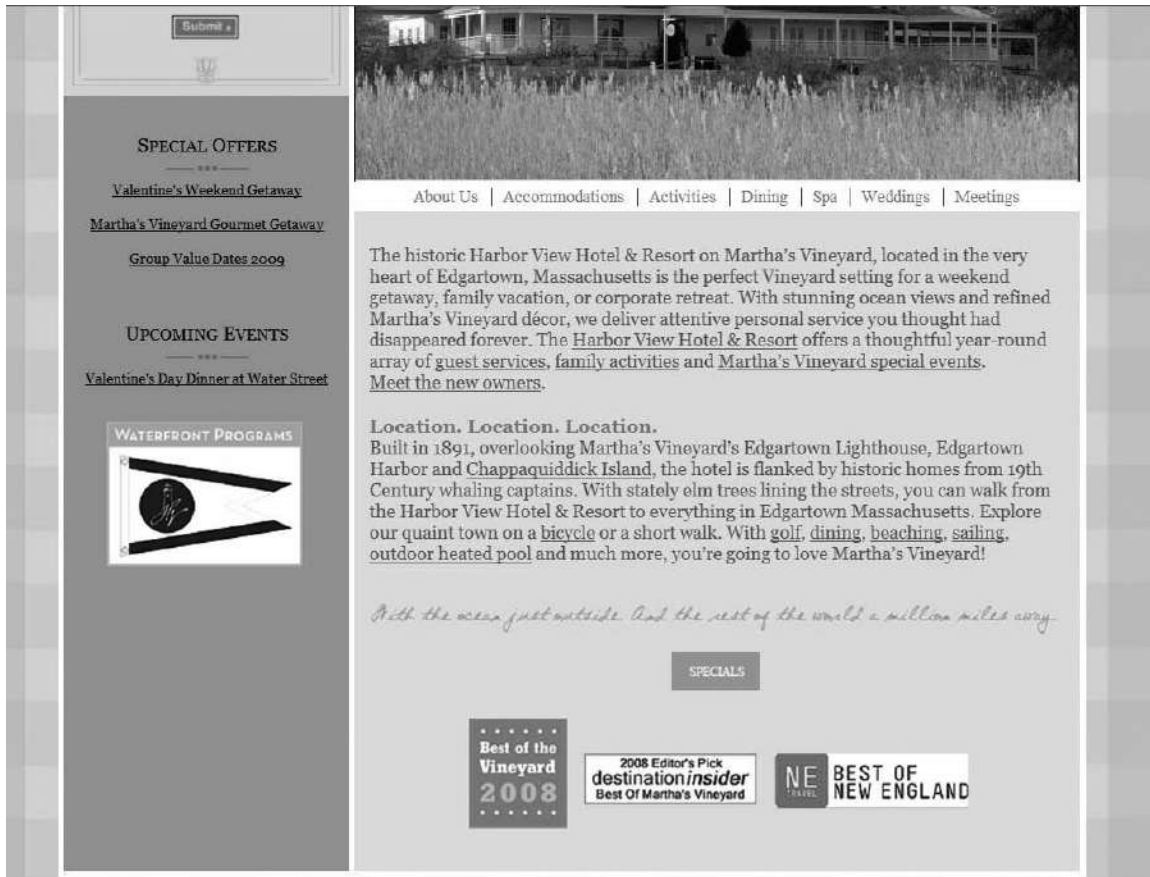 Submit
SPECIAL OFFERS
Valentine's Weekend Getaway
Martha's Vineyard Gourmet Getaway
Group Value Dates 2009
UPCOMING EVENTS
Valentine's Day Dinner at Water Street
WATERFRONT PROGRAMS
About Us | Accommodations | Activities | Dining | Spa | Weddings | Meetings
The historic Harbor View Hotel & Resort on Martha's Vineyard, located in the very
heart of Edgartown, Massachusetts is the perfect Vineyard setting for a weekend
getaway, family vacation, or corporate retreat. With stunning ocean views and refined
Martha's Vineyard décor, we deliver attentive personal service you thought had
disappeared forever. The Harbor View Hotel & Resort offers a thoughtful year-round
array of guest services, family activities and Martha's Vineyard special events.
Meet the new owners.
Location. Location. Location.
Built in 1891, overlooking Martha's Vineyard's Edgartown Lighthouse, Edgartown
Harbor and Chappaquiddick Island, the hotel is flanked by historic homes from 19th
Century whaling captains. With stately elm trees lining the streets, you can walk from
the Harbor View Hotel & Resort to everything in Edgartown Massachusetts. Explore
our quaint town on a bicycle or a short walk. With golf, dining, beaching, sailing,
outdoor heated pool and much more, you're going to love Martha's Vineyard!
With the ocean just outside. And the rest of the world a million miles away.
SPECIALS
Best of the
Vineyard
2008
2008 Editor's Pick
destinationinsider
Best Of Martha's Vineyard
NE
TRAVEL
BEST OF
NEW ENGLAND